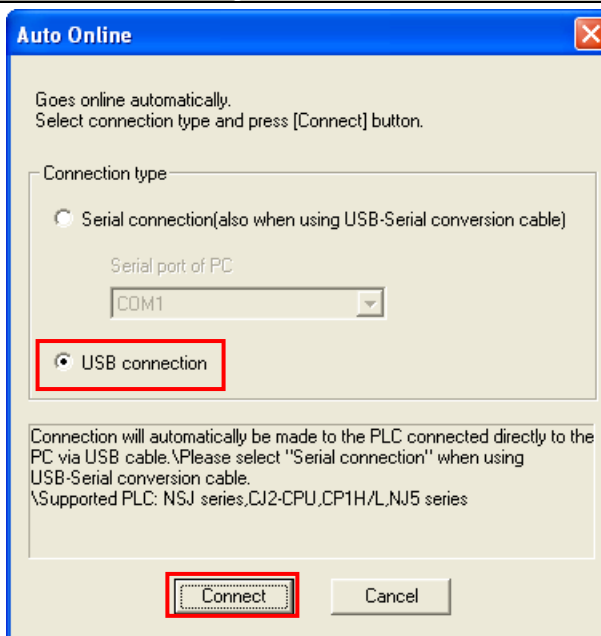 Auto Online
Goes online automatically.
Select connection type and press [Connect] button.
Connection type
Serial connection(also when using USB-Serial conversion cable)
Serial port of PC
COM1
USB connection
Connection will automatically be made to the PLC connected directly to the
PC via USB cable.\Please select "Serial connection" when using
USB-Serial conversion cable.
\Supported PLC: NSJ series,CJ2-CPU,CP1H/L,NJ5 series
Connect Cancel